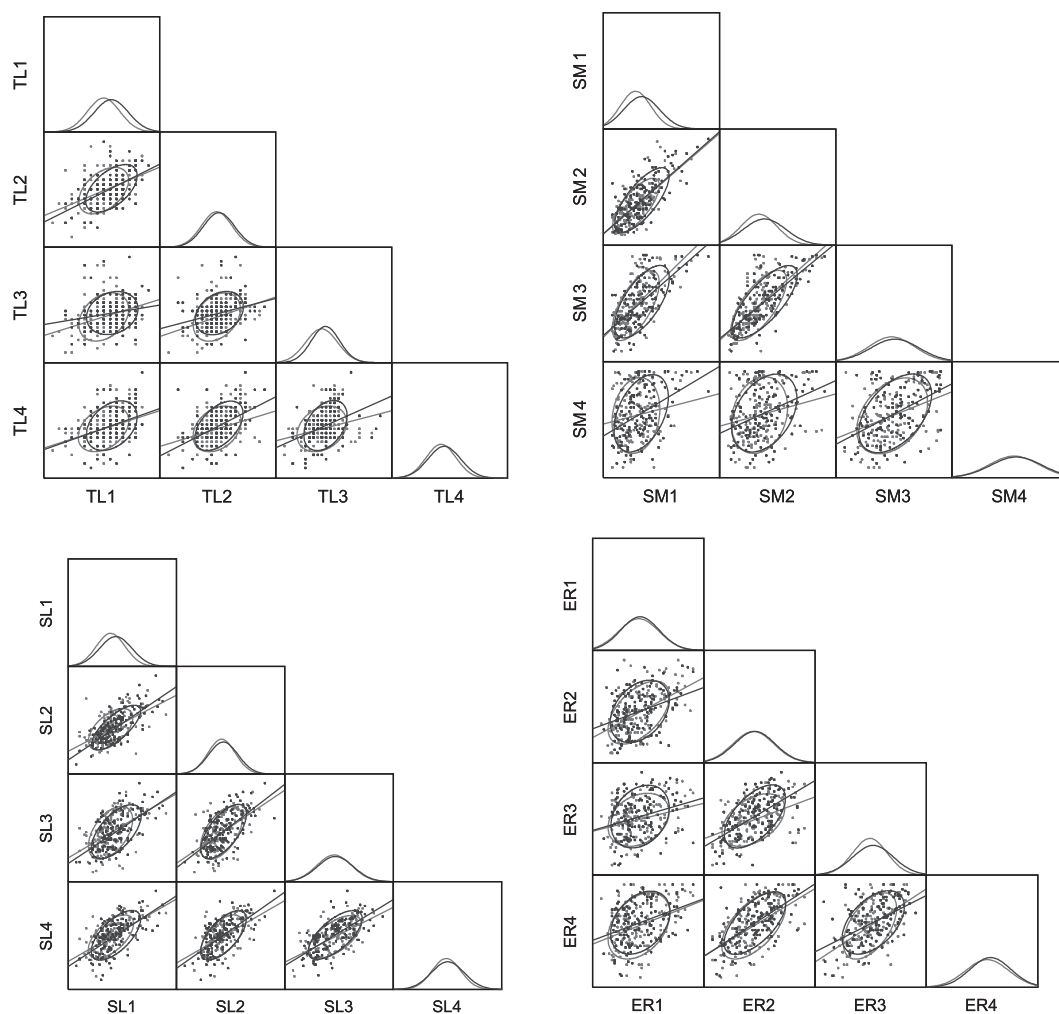 TL1
TL2
TL3
TL4
TL1 TL2 TL3 TL4
SM1
SM2
SM3
SM4
SM1 SM2 SM3 SM4
SL1
SL2
SL3
SL4
SL1 SL2 SL3 SL4
ER1
ER2
ER3
ER4
ER1 ER2 ER3 ER4